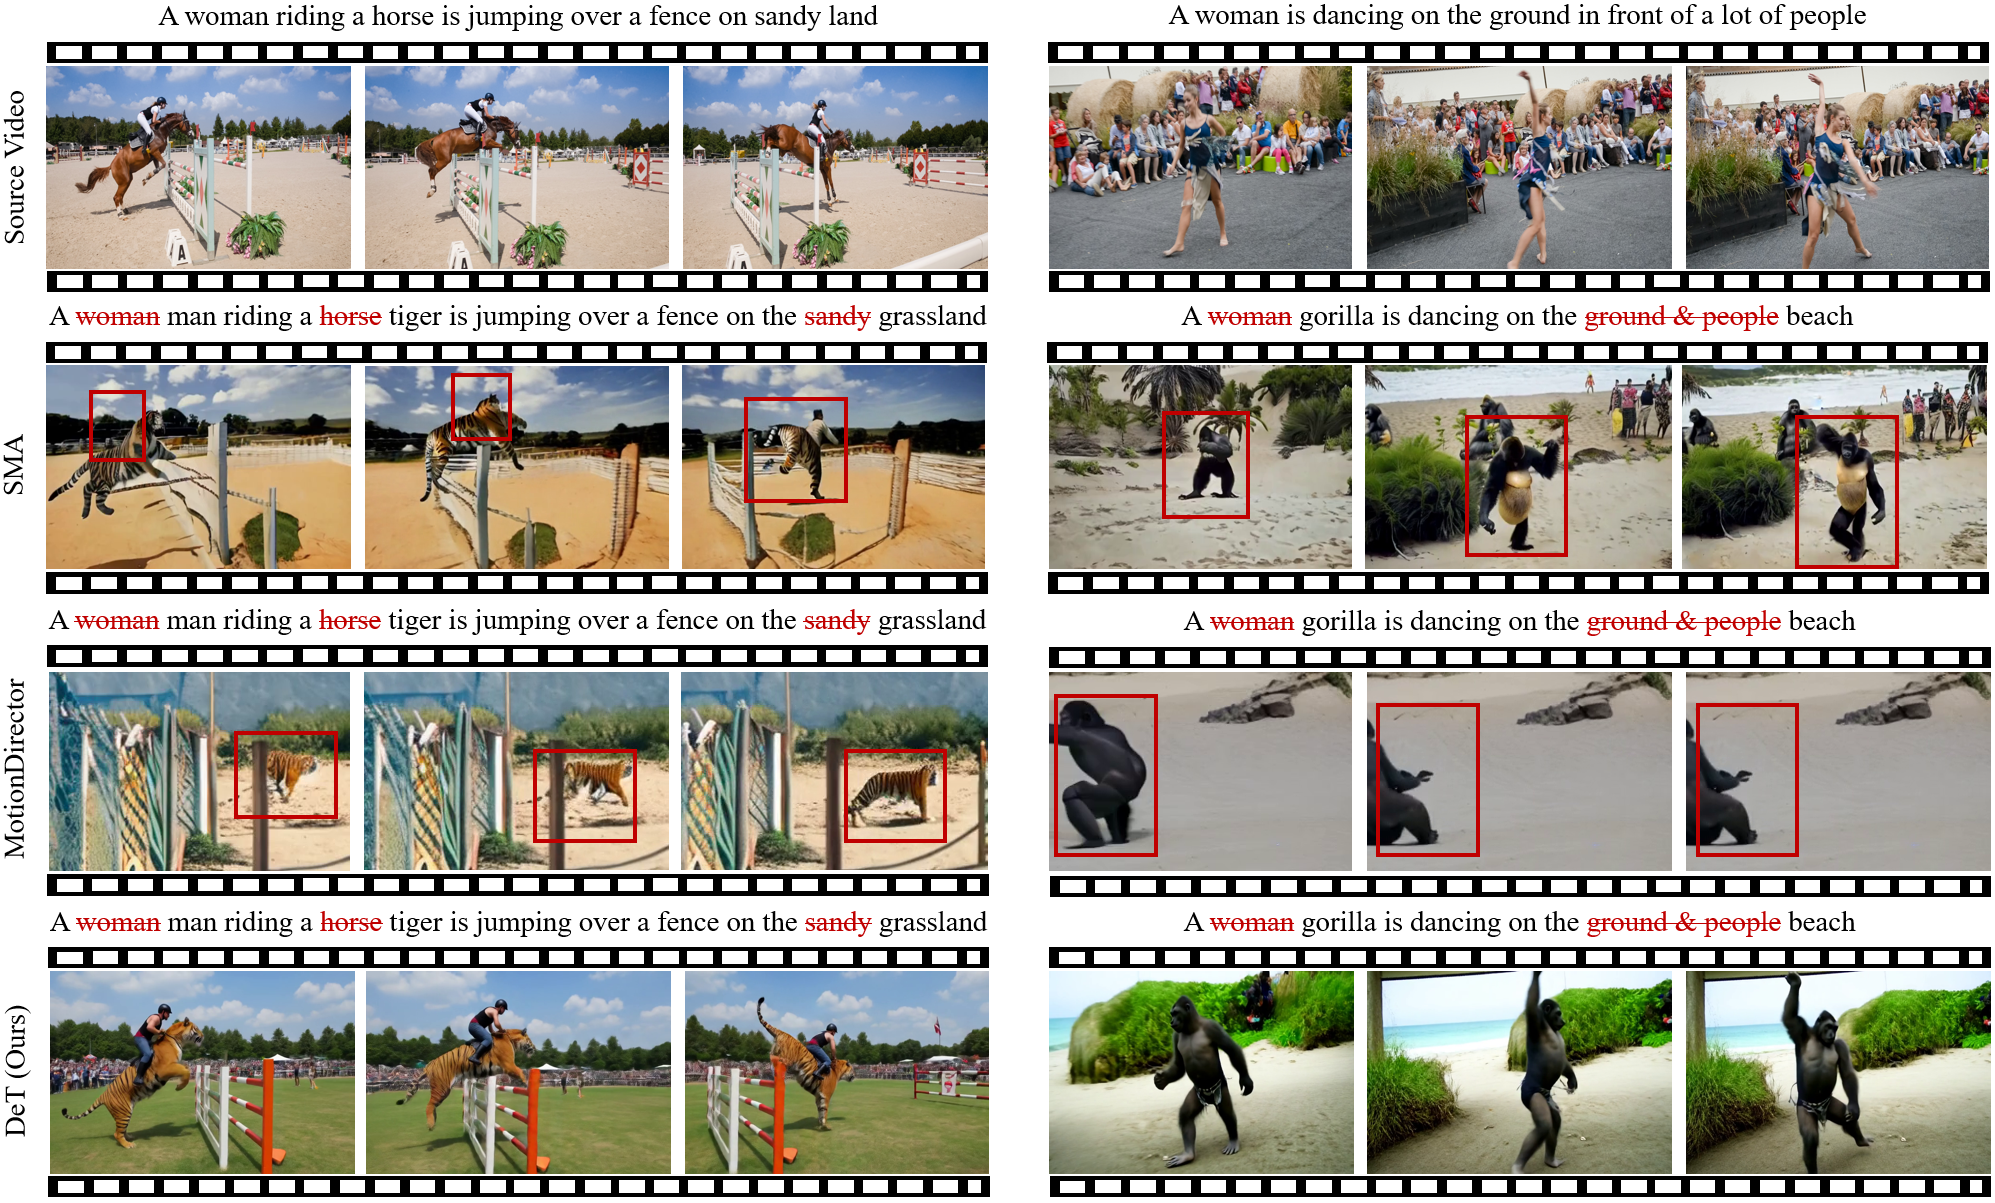 A woman riding a horse is jumping over a fence on sandy land
A woman is dancing on the ground in front of a lot of people
Source Video
A
A
A
A woman man riding a horse tiger is jumping over a fence on the sandy grassland
A woman gorilla is dancing on the ground & people beach
SMA
A woman man riding a horse tiger is jumping over a fence on the sandy grassland
A woman gorilla is dancing on the ground & people beach
MotionDirector
A woman man riding a horse tiger is jumping over a fence on the sandy grassland
A woman gorilla is dancing on the ground & people beach
DeT (Ours)